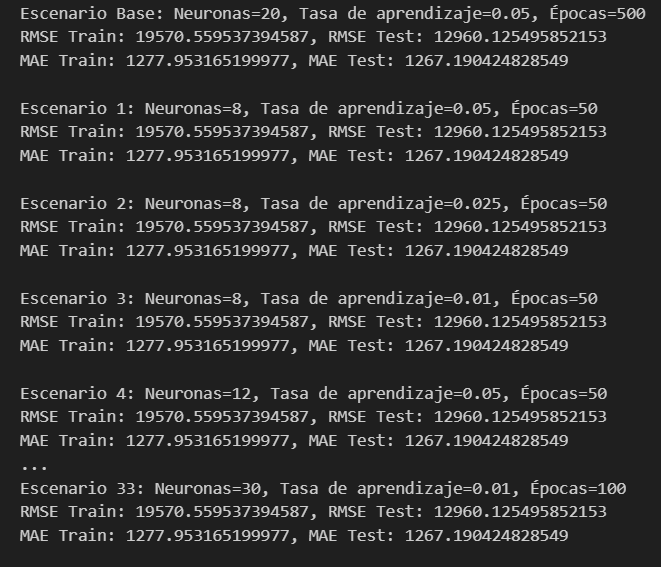 Escenario Base: Neuronas=20, Tasa de aprendizaje=0.05, Épocas=500
RMSE Train: 19570.559537394587, RMSE Test: 12960.125495852153
MAE Train: 1277.953165199977, MAE Test: 1267.190424828549
Escenario 1: Neuronas=8, Tasa de aprendizaje=0.05, Épocas=50
RMSE Train: 19570.559537394587, RMSE Test: 12960.125495852153
MAE Train: 1277.953165199977, MAE Test: 1267.190424828549
Escenario 2: Neuronas=8, Tasa de aprendizaje=0.025, Épocas=50
RMSE Train: 19570.559537394587, RMSE Test: 12960.125495852153
MAE Train: 1277.953165199977, MAE Test: 1267.190424828549
Escenario 3: Neuronas=8, Tasa de aprendizaje=0.01, Épocas=50
RMSE Train: 19570.559537394587, RMSE Test: 12960.125495852153
MAE Train: 1277.953165199977, MAE Test: 1267.190424828549
Escenario 4: Neuronas=12, Tasa de aprendizaje=0.05, Épocas=50
RMSE Train: 19570.559537394587, RMSE Test: 12960.125495852153
MAE Train: 1277.953165199977, MAE Test: 1267.190424828549
...
Escenario 33: Neuronas=30, Tasa de aprendizaje=0.01, Épocas=100
RMSE Train: 19570.559537394587, RMSE Test: 12960.125495852153
MAE Train: 1277.953165199977, MAE Test: 1267.190424828549